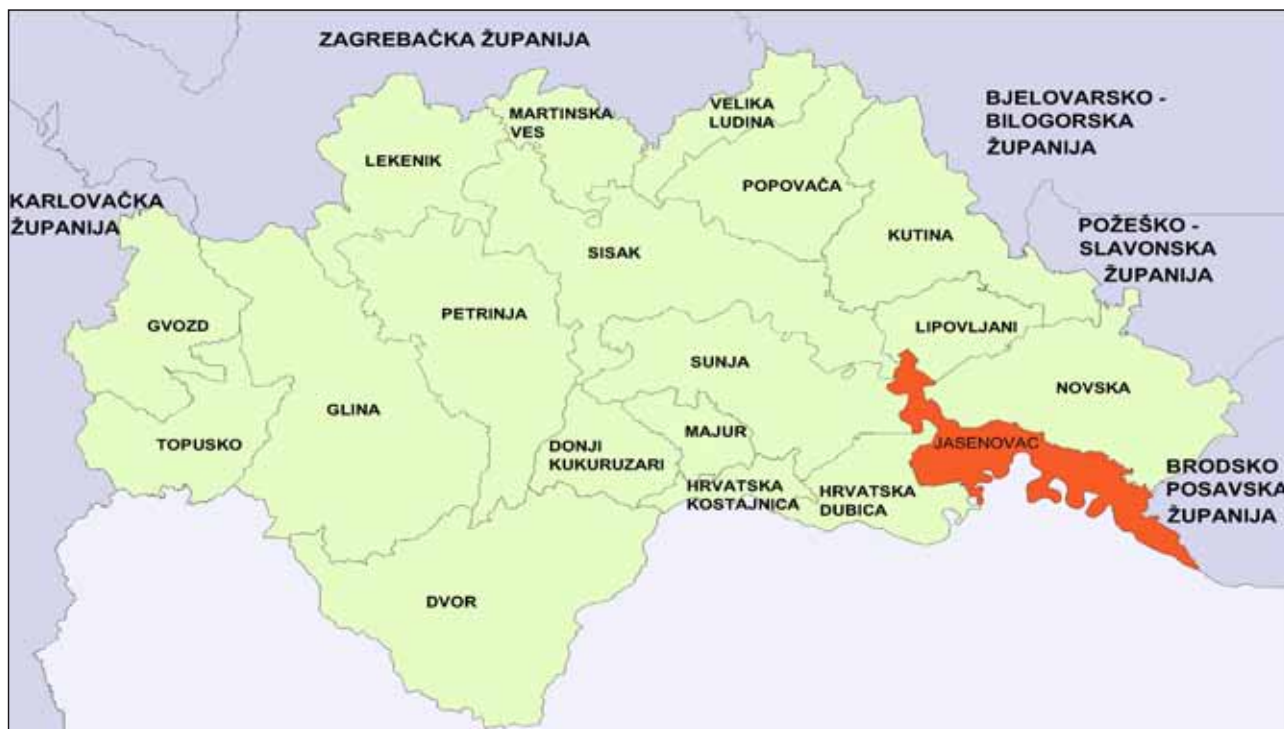 ZAGREBAČKA ŽUPANIJA
BJELOVARSKO -
BILOGORSKA
ŽUPANIJA
KARLOVAČKA
ŽUPANIJA
POŽEŠKO -
SLAVONSKA
ŽUPANIJA
BRODSKO
POSAVSKA
ŽUPANIJA
MARTINSKA
VES
VELIKA
LUDINA
LEKENIK
POPOVAČA
KUTINA
SISAK
PETRINJA
GVOZD
LIPOVLJANI
SUNJA
NOVSKA
GLINA
TOPUSKO
MAJUR
JASENOVAC
DONJI
KUKURUZARI
HRVATSKA
KOSTAJNICA
HRVATSKA
DUBICA
DVOR